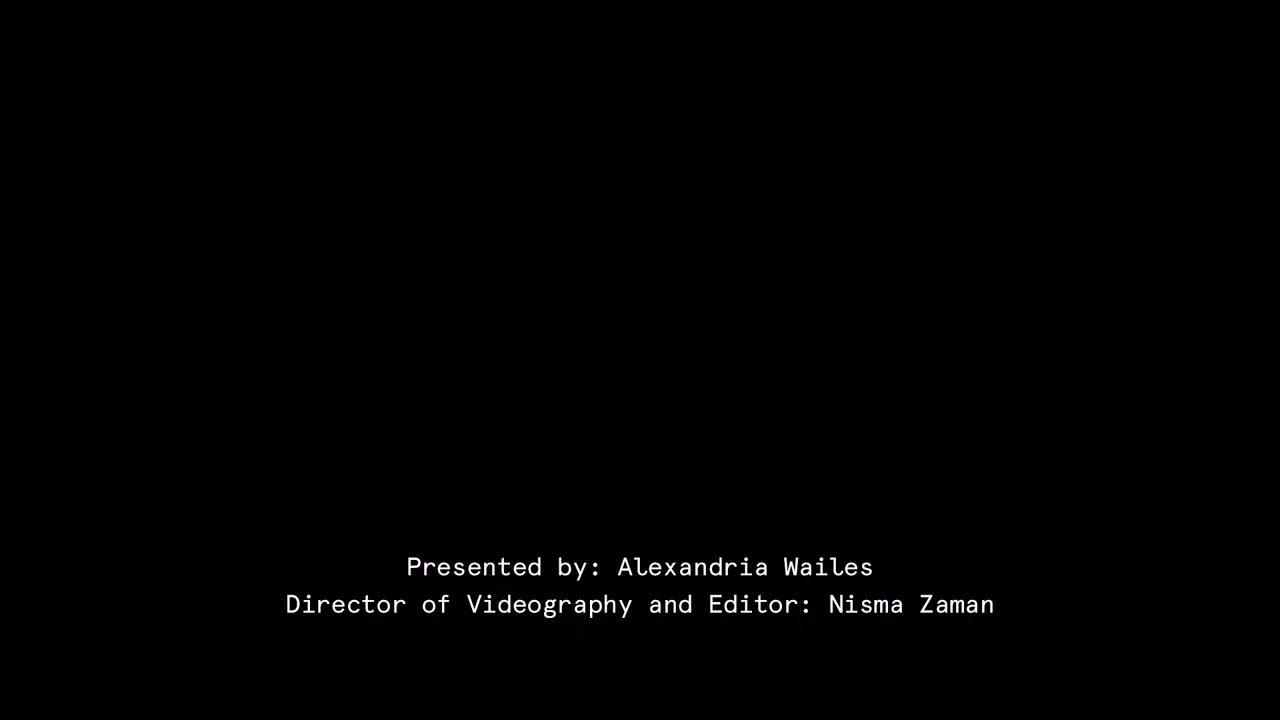 Presented by: Alexandria Wailes
Director of Videography and Editor: Nisma Zaman